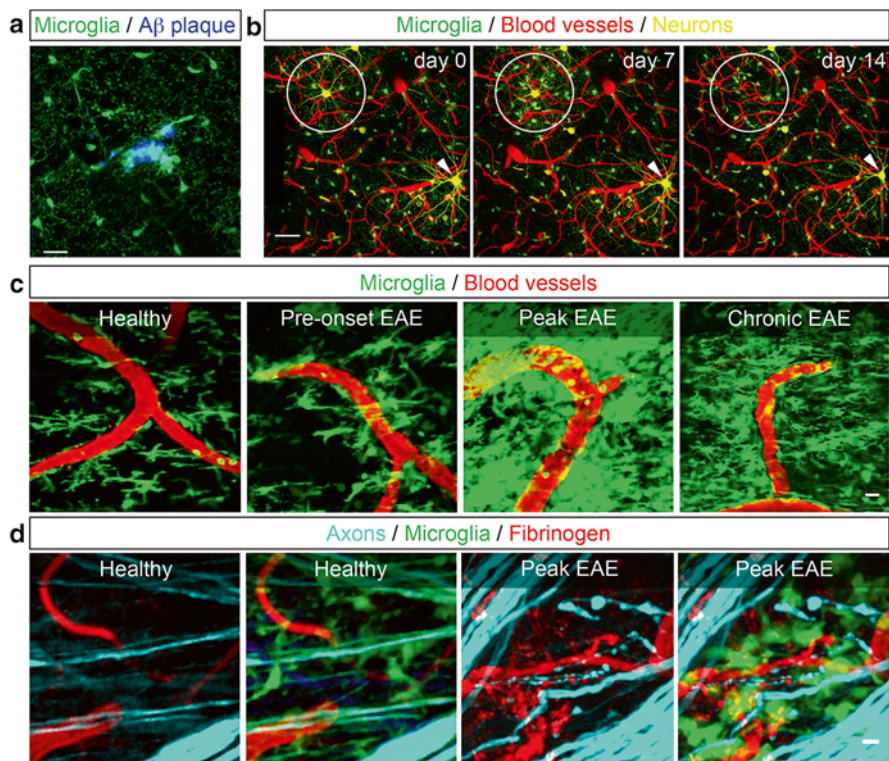 a
Microglia / Aβ plaque
b
Microglia / Blood vessels / Neurons
day 0
day 7
day 14
c
Microglia / Blood vessels
Healthy
Pre-onset EAE
Peak EAE
Chronic EAE
d
Axons / Microglia / Fibrinogen
Healthy
Healthy
Peak EAE
Peak EAE